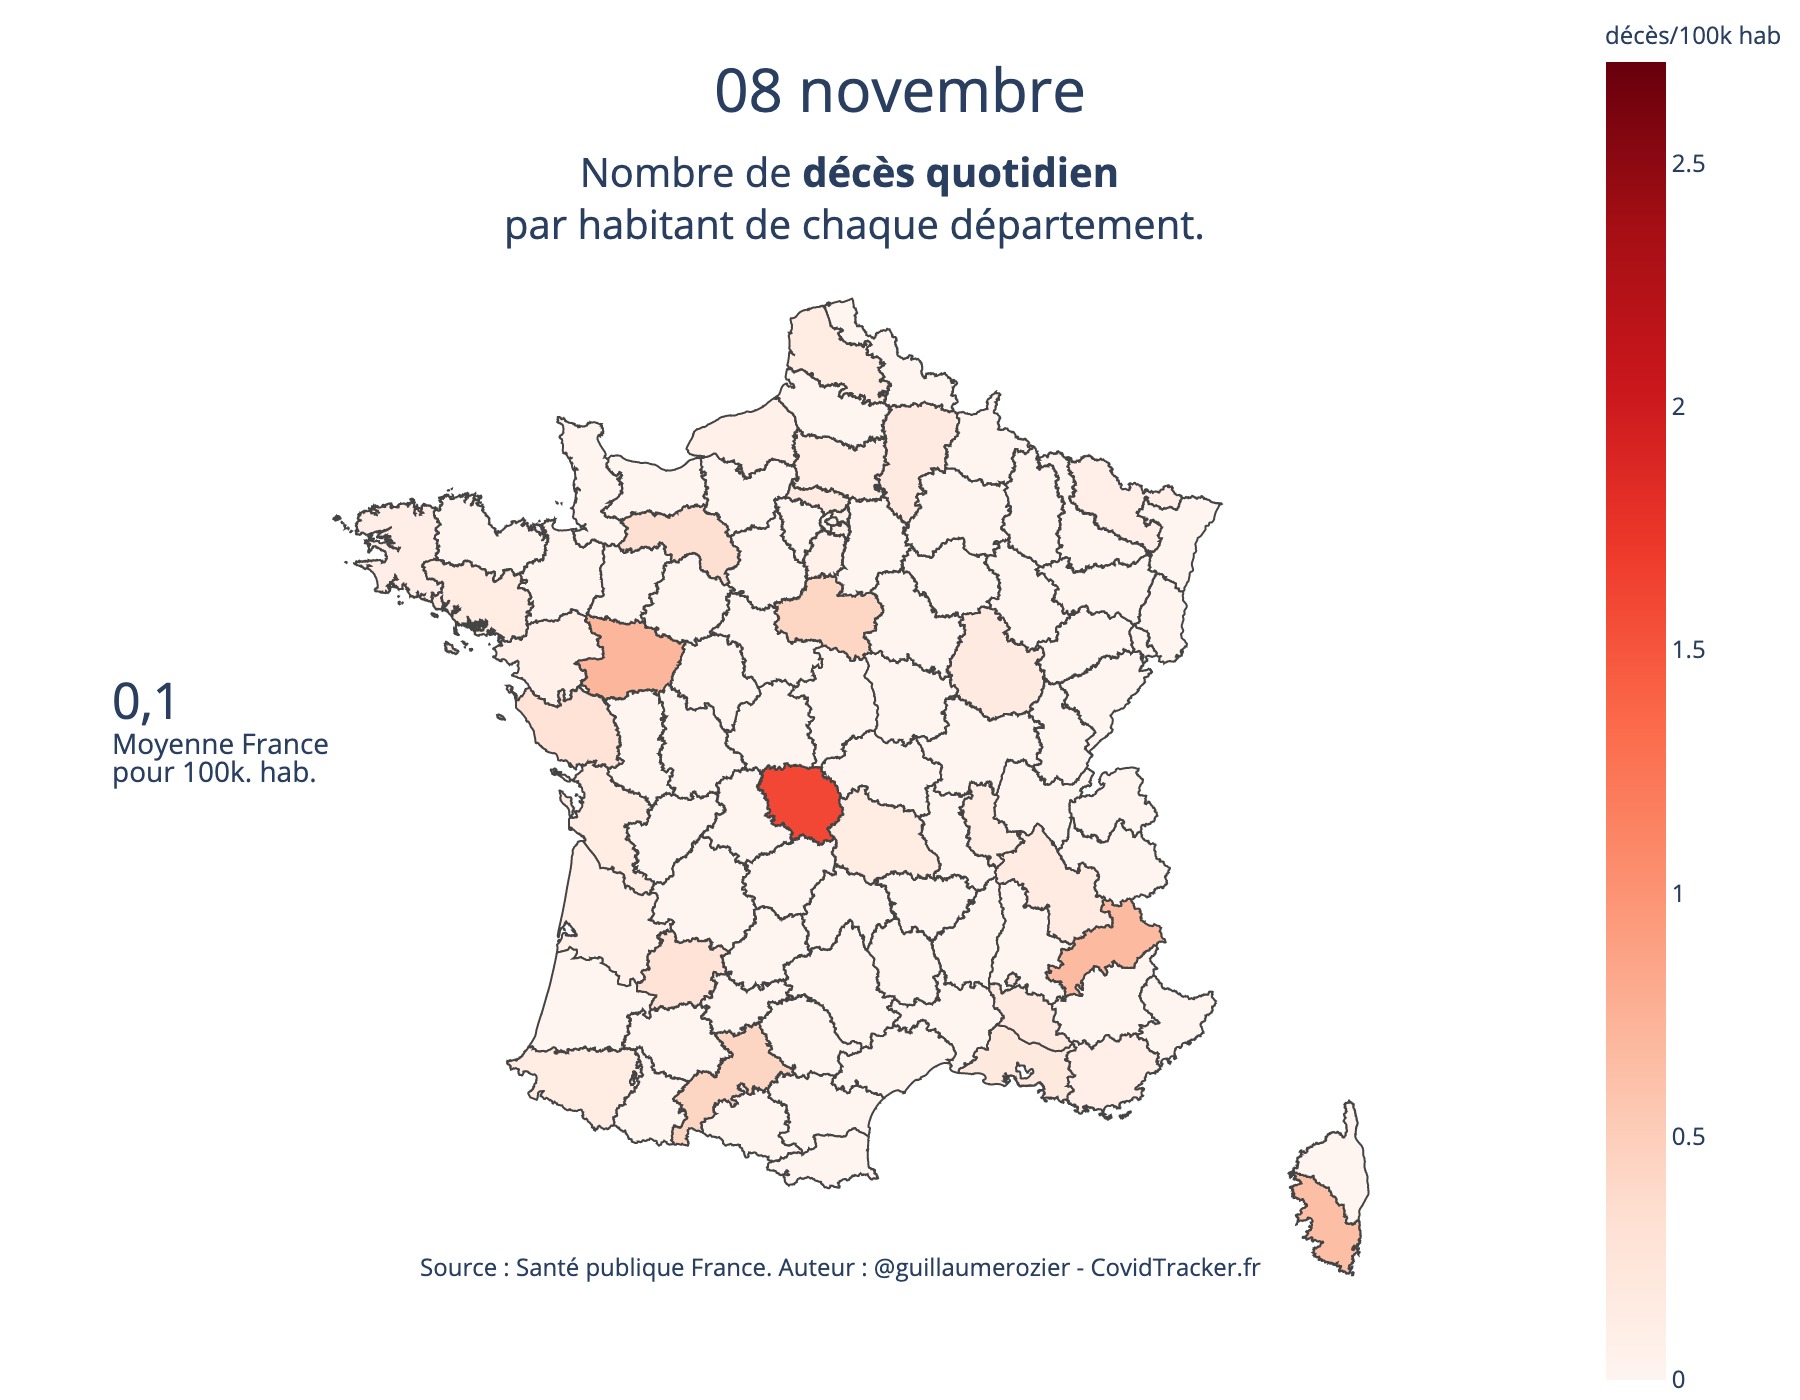 décès/100k hab
08 novembre
Nombre de décès quotidien
par habitant de chaque département.
2.5
2
1.5
1
0.5
0
0,1
Moyenne France
pour 100k. hab.
Source : Santé publique France. Auteur : @guillaumerozier - CovidTracker.fr